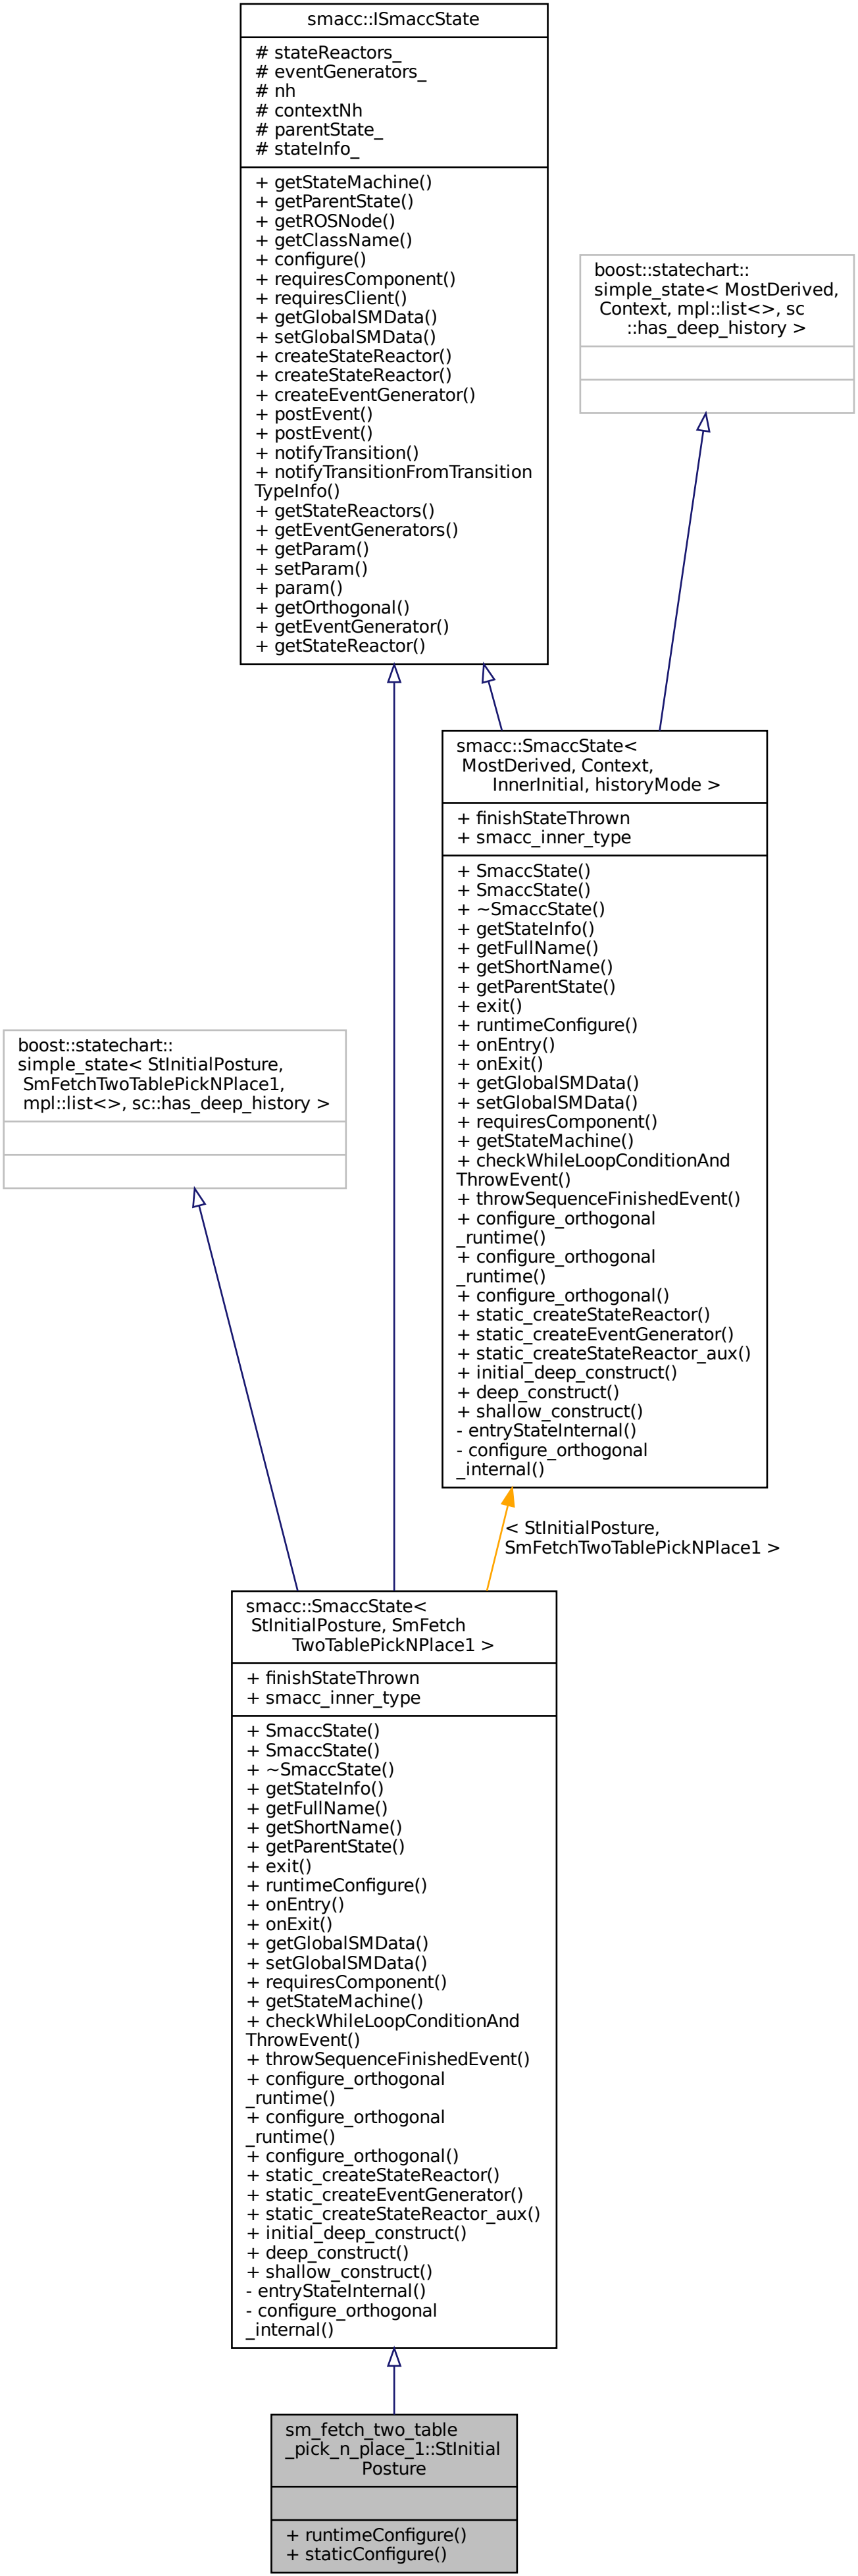 smacc::ISmaccState
# stateReactors_
# eventGenerators_
# nh
# contextNh
# parentState_
# stateInfo_
+ getStateMachine()
+ getParentState()
+ getROSNode()
+ getClassName()
+ configure()
+ requiresComponent()
+ requiresClient()
+ getGlobalSMData()
+ setGlobalSMData()
+ createStateReactor()
+ createStateReactor()
+ createEventGenerator()
+ postEvent()
+ postEvent()
+ notifyTransition()
+ notifyTransitionFromTransition
TypeInfo()
+ getStateReactors()
+ getEventGenerators()
+ getParam()
+ setParam()
+ param()
+ getOrthogonal()
+ getEventGenerator()
+ getStateReactor()
boost::statechart::
simple_state< MostDerived,
Context, mpl::list<>, sc
::has_deep_history >
smacc::SmaccState<
MostDerived, Context,
InnerInitial, historyMode >
+ finishStateThrown
+ smacc_inner_type
+ SmaccState()
+ SmaccState()
+ ~SmaccState()
+ getStateInfo()
+ getFullName()
+ getShortName()
+ getParentState()
+ exit()
+ runtimeConfigure()
+ onEntry()
+ onExit()
+ getGlobalSMData()
+ setGlobalSMData()
+ requiresComponent()
+ getStateMachine()
+ checkWhileLoopConditionAnd
ThrowEvent()
+ throwSequenceFinishedEvent()
+ configure_orthogonal
_runtime()
+ configure_orthogonal
_runtime()
+ configure_orthogonal()
+ static_createStateReactor()
+ static_createEventGenerator()
+ static_createStateReactor_aux()
+ initial_deep_construct()
+ deep_construct()
+ shallow_construct()
- entryStateInternal()
- configure_orthogonal
_internal()
boost::statechart::
simple_state< StInitialPosture,
SmFetchTwoTablePickNPlace1,
mpl::list<>, sc::has_deep_history >
< StInitialPosture,
SmFetchTwoTablePickNPlace1 >
smacc::SmaccState<
StInitialPosture, SmFetch
TwoTablePickNPlace1 >
+ finishStateThrown
+ smacc_inner_type
+ SmaccState()
+ SmaccState()
+ ~SmaccState()
+ getStateInfo()
+ getFullName()
+ getShortName()
+ getParentState()
+ exit()
+ runtimeConfigure()
+ onEntry()
+ onExit()
+ getGlobalSMData()
+ setGlobalSMData()
+ requiresComponent()
+ getStateMachine()
+ checkWhileLoopConditionAnd
ThrowEvent()
+ throwSequenceFinishedEvent()
+ configure_orthogonal
_runtime()
+ configure_orthogonal
_runtime()
+ configure_orthogonal()
+ static_createStateReactor()
+ static_createEventGenerator()
+ static_createStateReactor_aux()
+ initial_deep_construct()
+ deep_construct()
+ shallow_construct()
- entryStateInternal()
- configure_orthogonal
_internal()
sm_fetch_two_table
_pick_n_place_1::StInitial
Posture
+ runtimeConfigure()
+ staticConfigure()